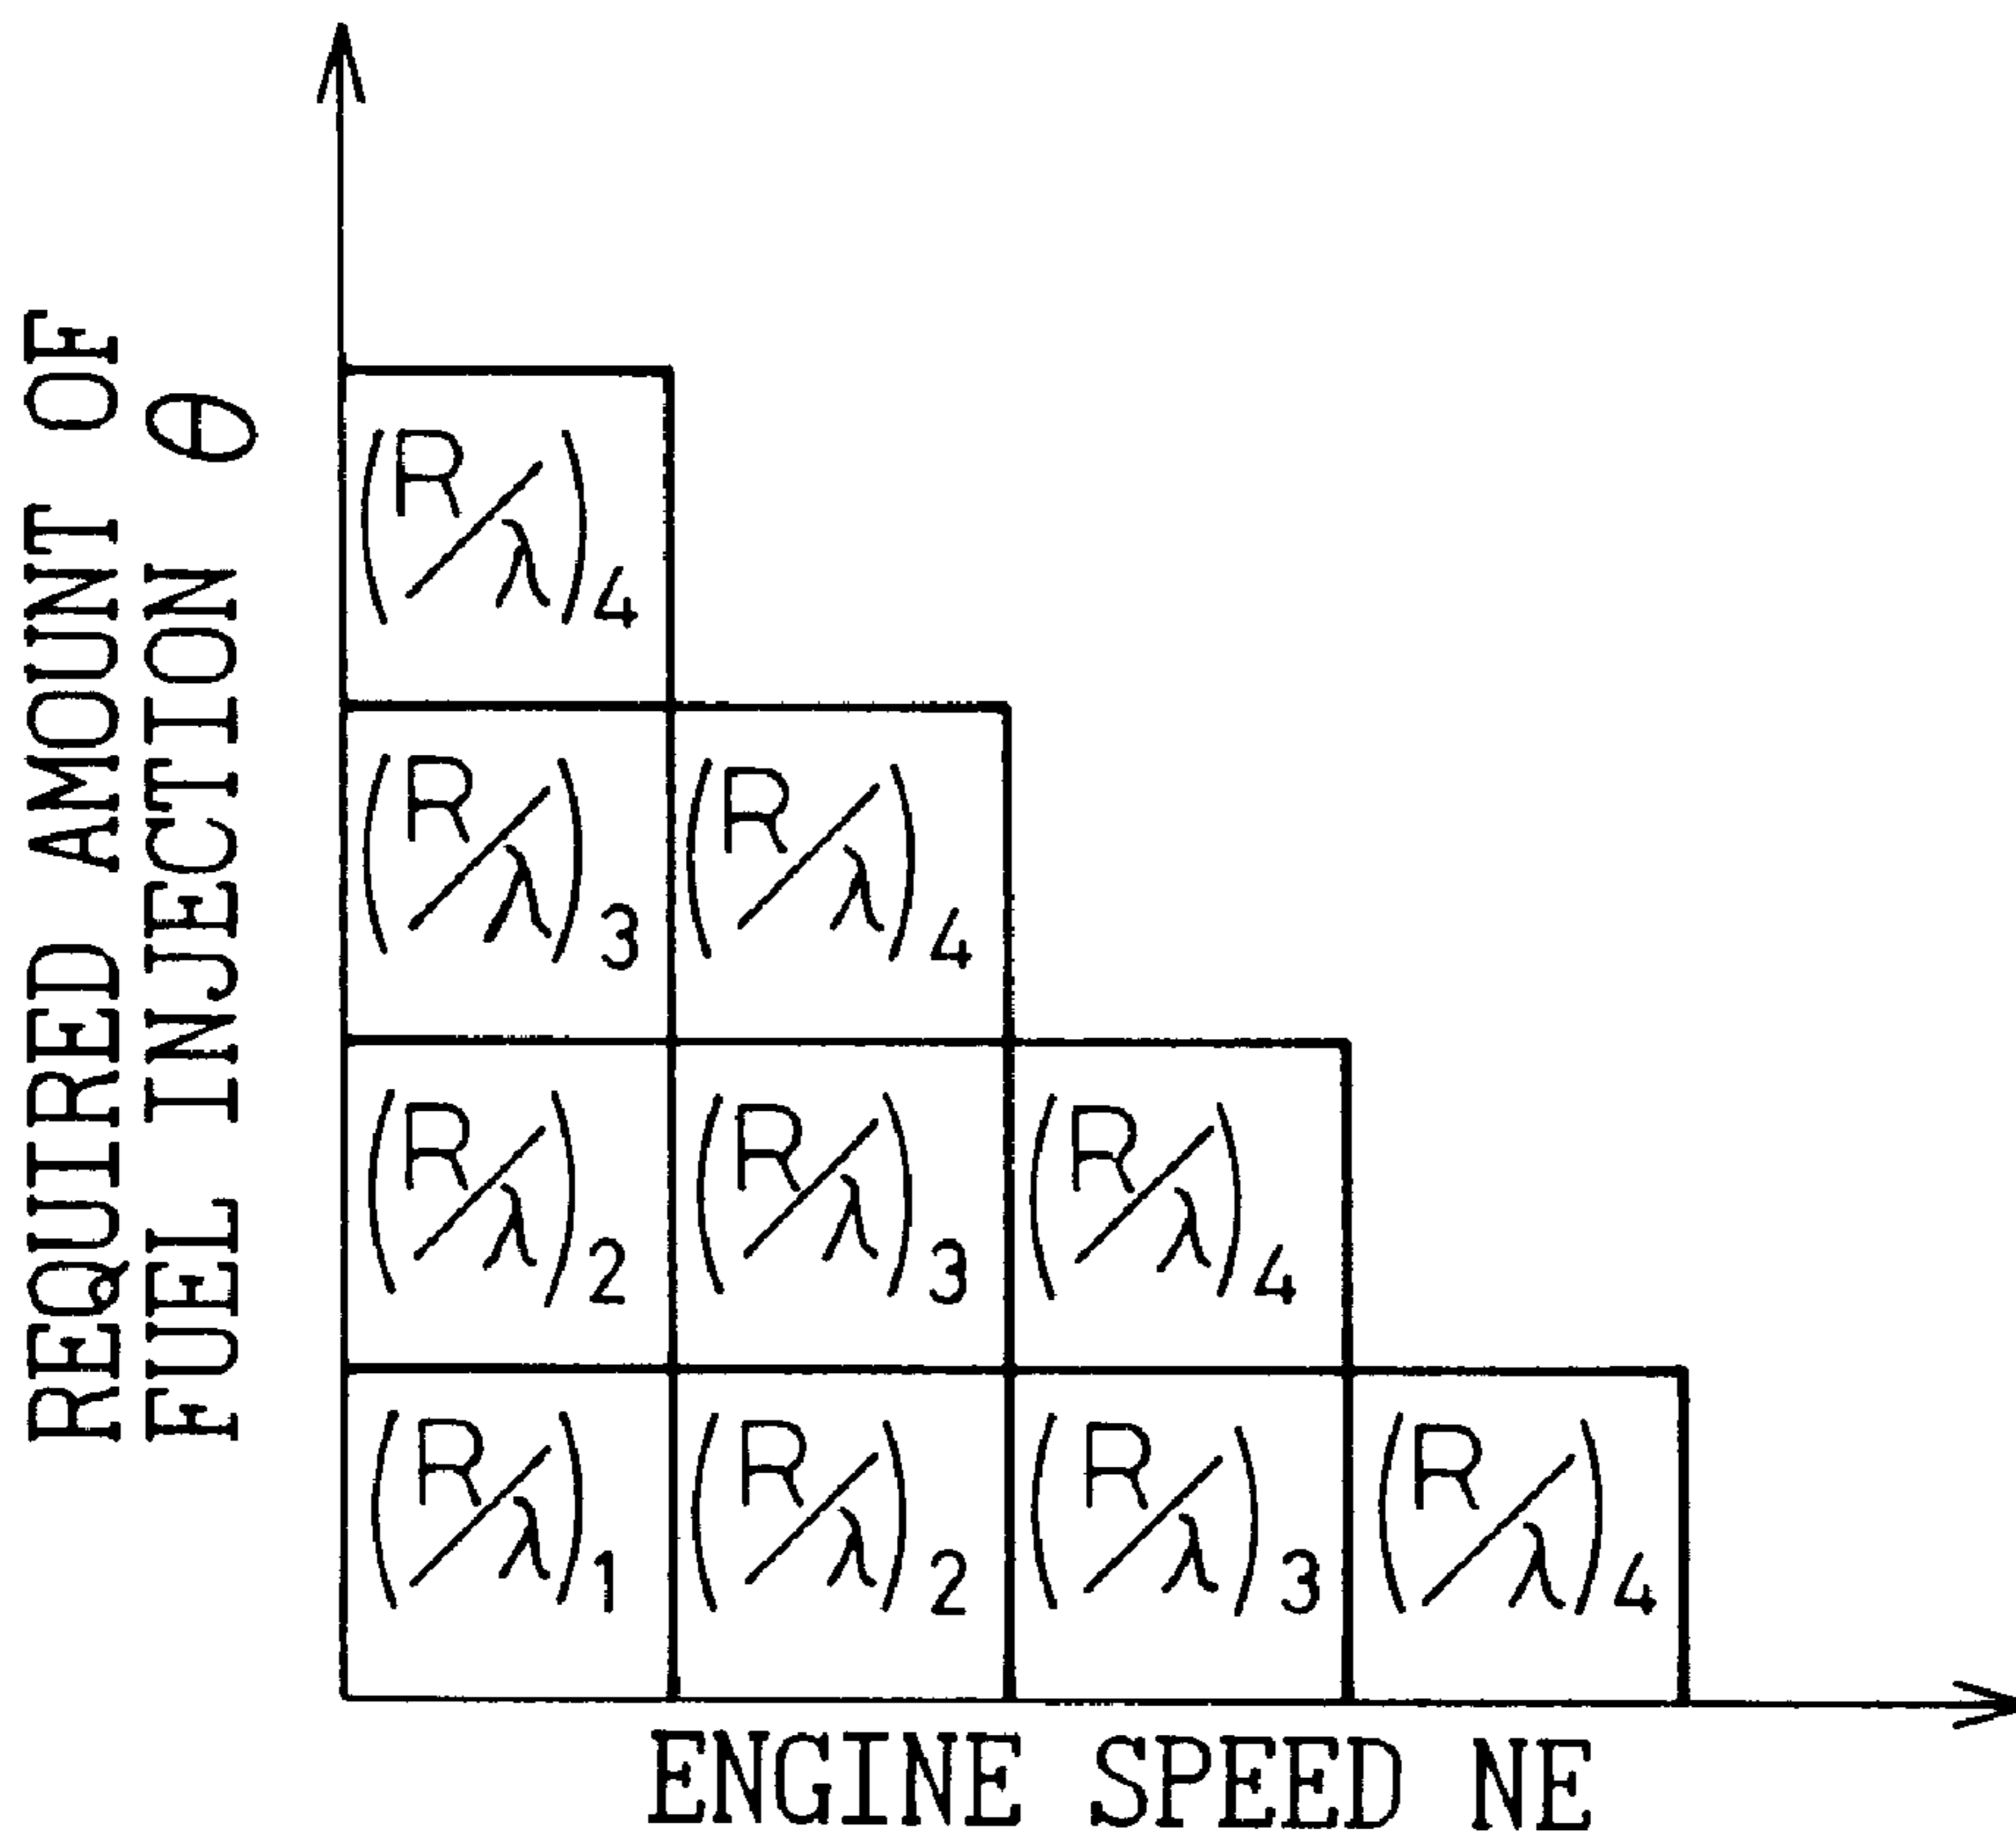 REQUIRED AMOUNT OF
FUEL INJECTION θ
(R/λ)4
(R/λ)3 (R/λ)4
(R/λ)2 (R/λ)3 (R/λ)4
(R/λ)1 (R/λ)2 (R/λ)3 (R/λ)4
ENGINE SPEED NE